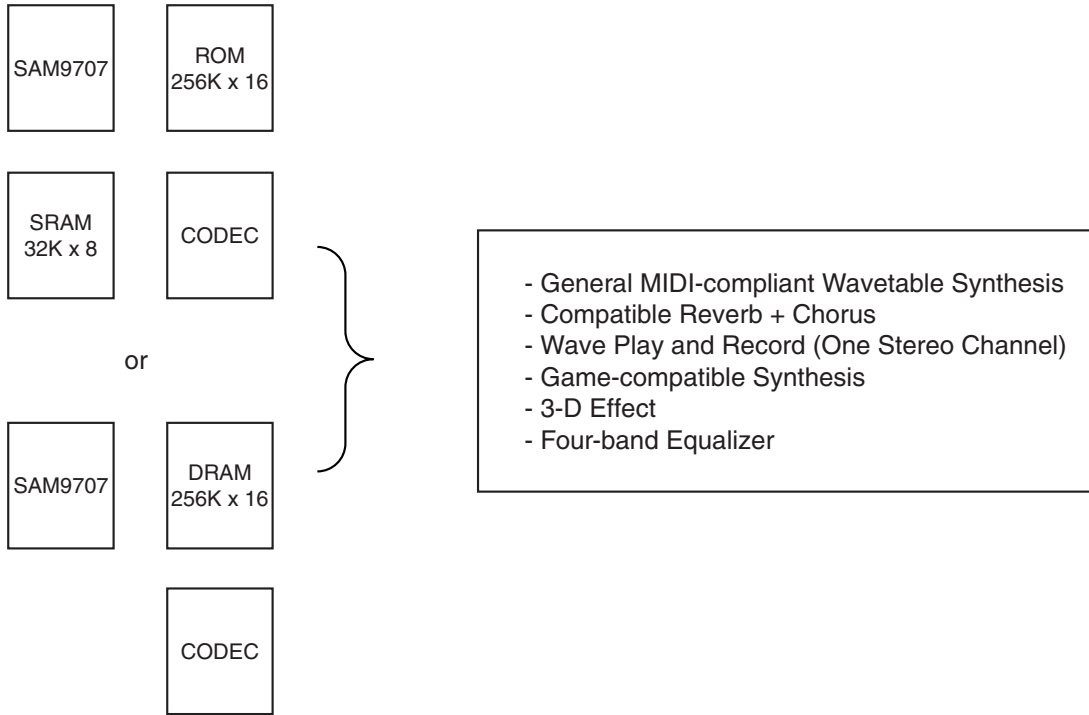 SAM9707
ROM
256K x 16
SRAM
32K x 8
CODEC
or
SAM9707
DRAM
256K x 16
CODEC
- General MIDI-compliant Wavetable Synthesis
- Compatible Reverb + Chorus
- Wave Play and Record (One Stereo Channel)
- Game-compatible Synthesis
- 3-D Effect
- Four-band Equalizer